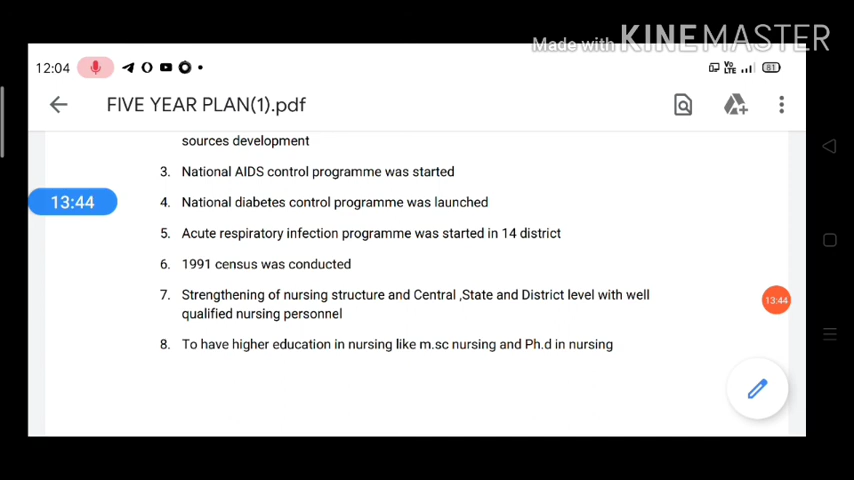 Made with KINEMASTER
12:04 Vo LTE 81
FIVE YEAR PLAN(1).pdf
sources development
3. National AIDS control programme was started
13:44
4. National diabetes control programme was launched
5. Acute respiratory infection programme was started in 14 district
6. 1991 census was conducted
7. Strengthening of nursing structure and Central ,State and District level with well
13:44
qualified nursing personnel
8. To have higher education in nursing like m.sc nursing and Ph.d in nursing